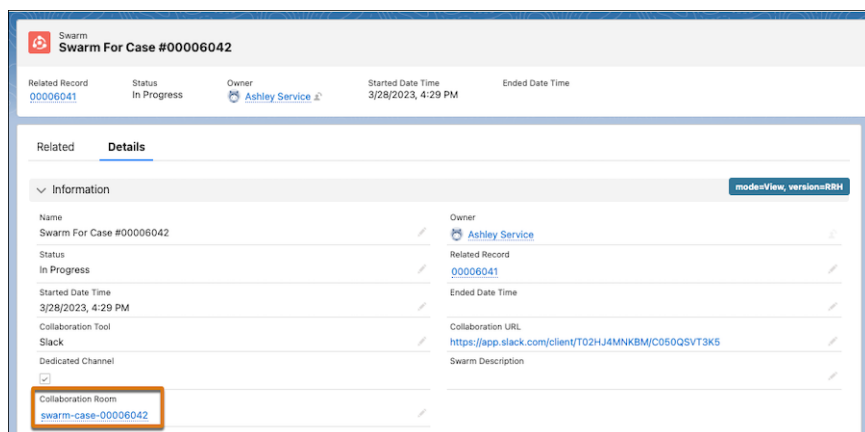 Swarm
Swarm For Case #00006042
Related Record
Status
Owner
Started Date Time
Ended Date Time
00006041
In Progress
Ashley Service
3/28/2023, 4:29 PM
Related
Details
Information
mode=View, version=RRH
Name
Owner
Swarm For Case #00006042
Ashley Service
Status
Related Record
In Progress
00006041
Started Date Time
Ended Date Time
3/28/2023, 4:29 PM
Collaboration Tool
Collaboration URL
Slack
https://app.slack.com/client/T02HJ4MNKBM/C050QSVT3K5
Dedicated Channel
Swarm Description
Collaboration Room
swarm-case-00006042